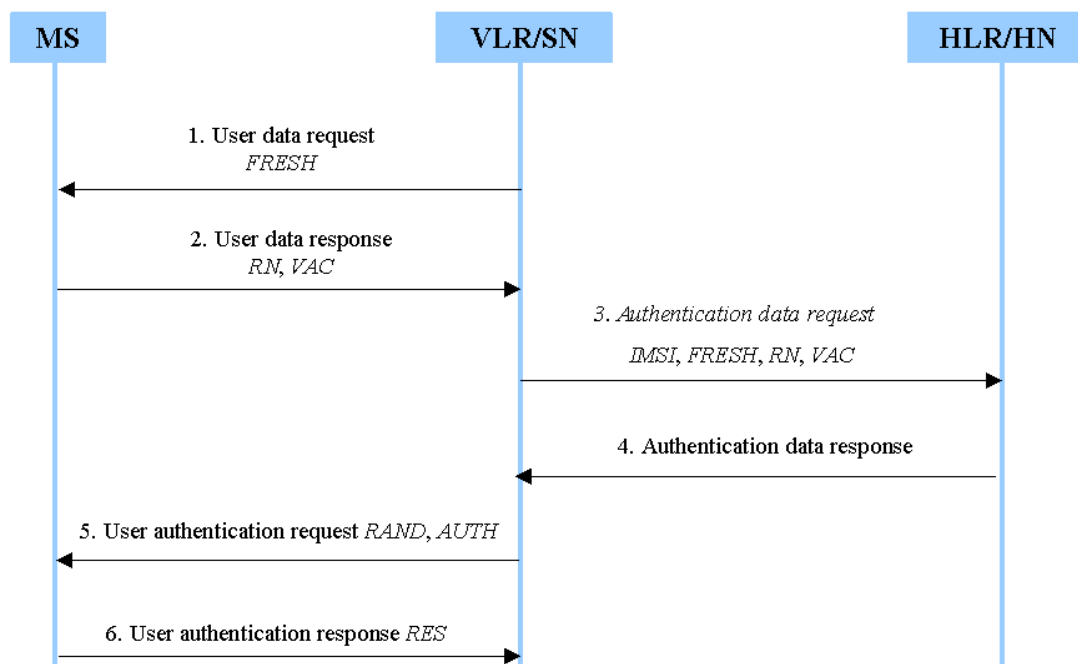 MS
VLR/SN
HLR/HN
1. User data request
FRESH
2. User data response
RN, VAC
3. Authentication data request
IMSI, FRESH, RN, VAC
4. Authentication data response
5. User authentication request RAND, AUTH
6. User authentication response RES